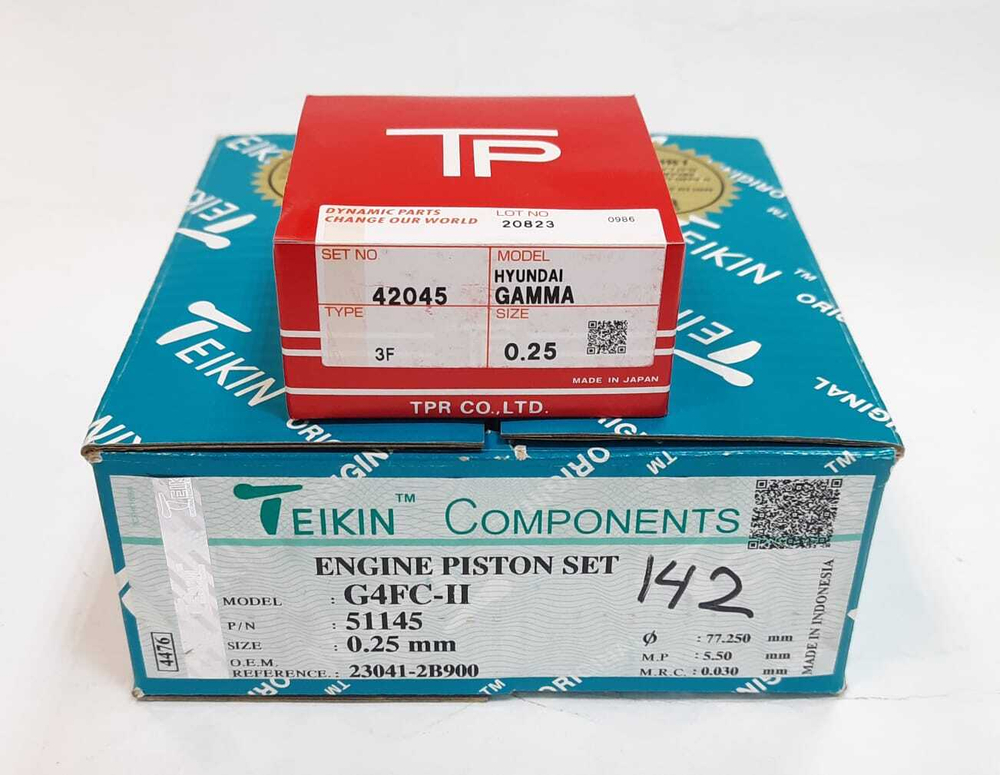 TP
DYNAMIC PARTS
CHANGE OUR WORLD
LOT NO
20823
0986
SET NO
42045
MODEL
HYUNDAI
GAMMA
TYPE
3F
SIZE
0.25
MADE IN JAPAN
TPR CO.,LTD.
TEIKIN
TEIKIN™
TEIKIN
ORIGINAL
TEIKIN™ COMPONENTS
ENGINE PISTON SET
MODEL : G4FC-II
P/N : 51145
SIZE : 0.25 mm
O.E.M.
REFERENCE. : 23041-2B900
142
ϕ : 77.250 mm
M.P : 5.50 mm
M.R.C. : 0.030 mm
4476
MADE IN INDONESIA